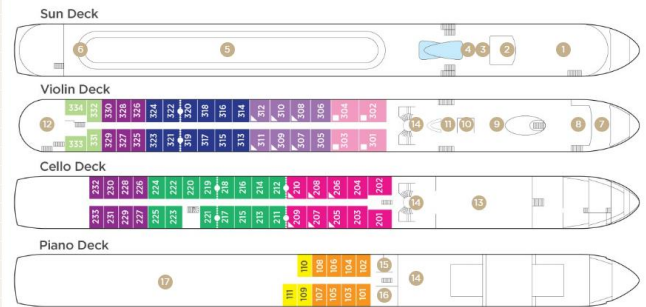 Sun Deck
6 5 4 3 2 1
Violin Deck
334 332 330 328 326 324 322 320 318 316 314 312 310 308 306 304 302
12 14 11 10 9 8 7
333 331 329 327 325 323 321 319 317 315 313 311 309 307 305 303 301
Cello Deck
232 230 228 226 224 222 220 219 218 216 214 212 210 208 206 204 202
14 13
233 231 229 227 225 223 221 217 215 213 211 209 207 205 203 201
Piano Deck
110 108 106 104 102 15
17 14
111 109 107 105 103 101 16